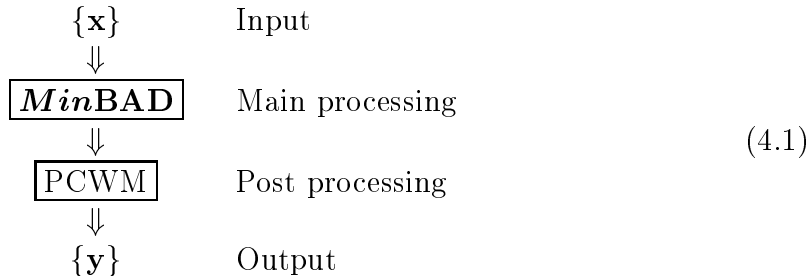 {x} Input
⇓
MinBAD Main processing
⇓
(4.1)
PCWM Post processing
⇓
{y} Output